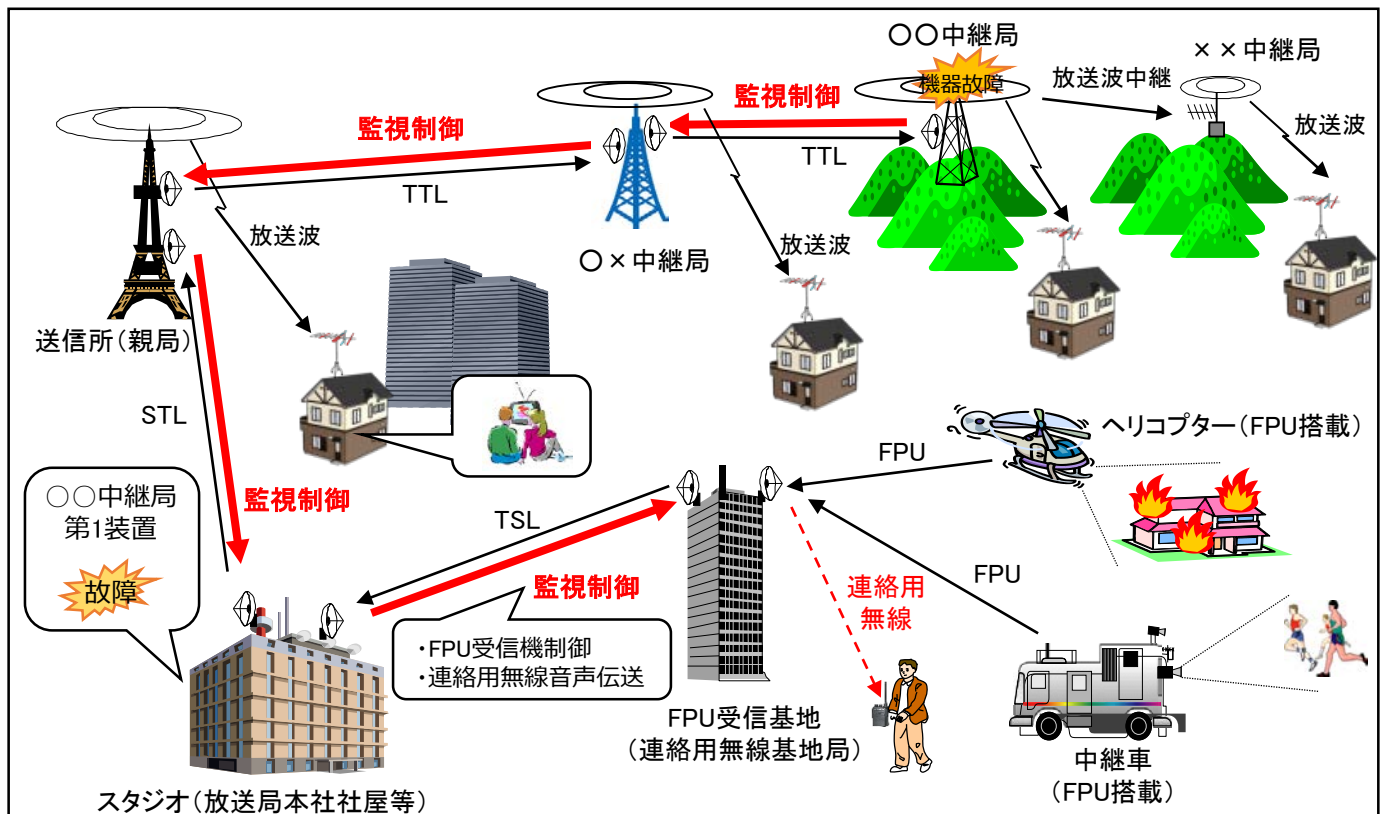 ○○中継局
××中継局
機器故障
放送波中継
監視制御
監視制御
放送波
TTL
TTL
放送波
放送波
○×中継局
送信所(親局)
STL
ヘリコプター(FPU搭載)
FPU
○○中継局
第1装置
故障
監視制御
TSL
監視制御
FPU
連絡用
無線
・FPU受信機制御
・連絡用無線音声伝送
FPU受信基地
(連絡用無線基地局)
中継車
(FPU搭載)
スタジオ(放送局本社社屋等)